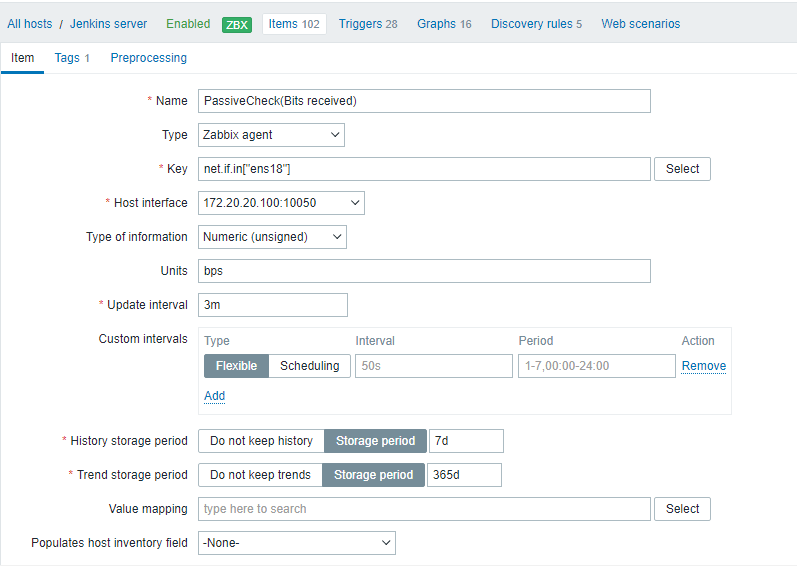 All hosts / Jenkins server Enabled ZBX Items 102 Triggers 28 Graphs 16 Discovery rules 5 Web scenarios
Item Tags 1 Preprocessing
* Name PassiveCheck(Bits received)
Type Zabbix agent
* Key net.if.in["ens18"] Select
* Host interface 172.20.20.100:10050
Type of information Numeric (unsigned)
Units bps
* Update interval 3m
Custom intervals Type Interval Period Action
Flexible Scheduling 50s 1-7,00:00-24:00 Remove
Add
* History storage period Do not keep history Storage period 7d
* Trend storage period Do not keep trends Storage period 365d
Value mapping type here to search Select
Populates host inventory field -None-